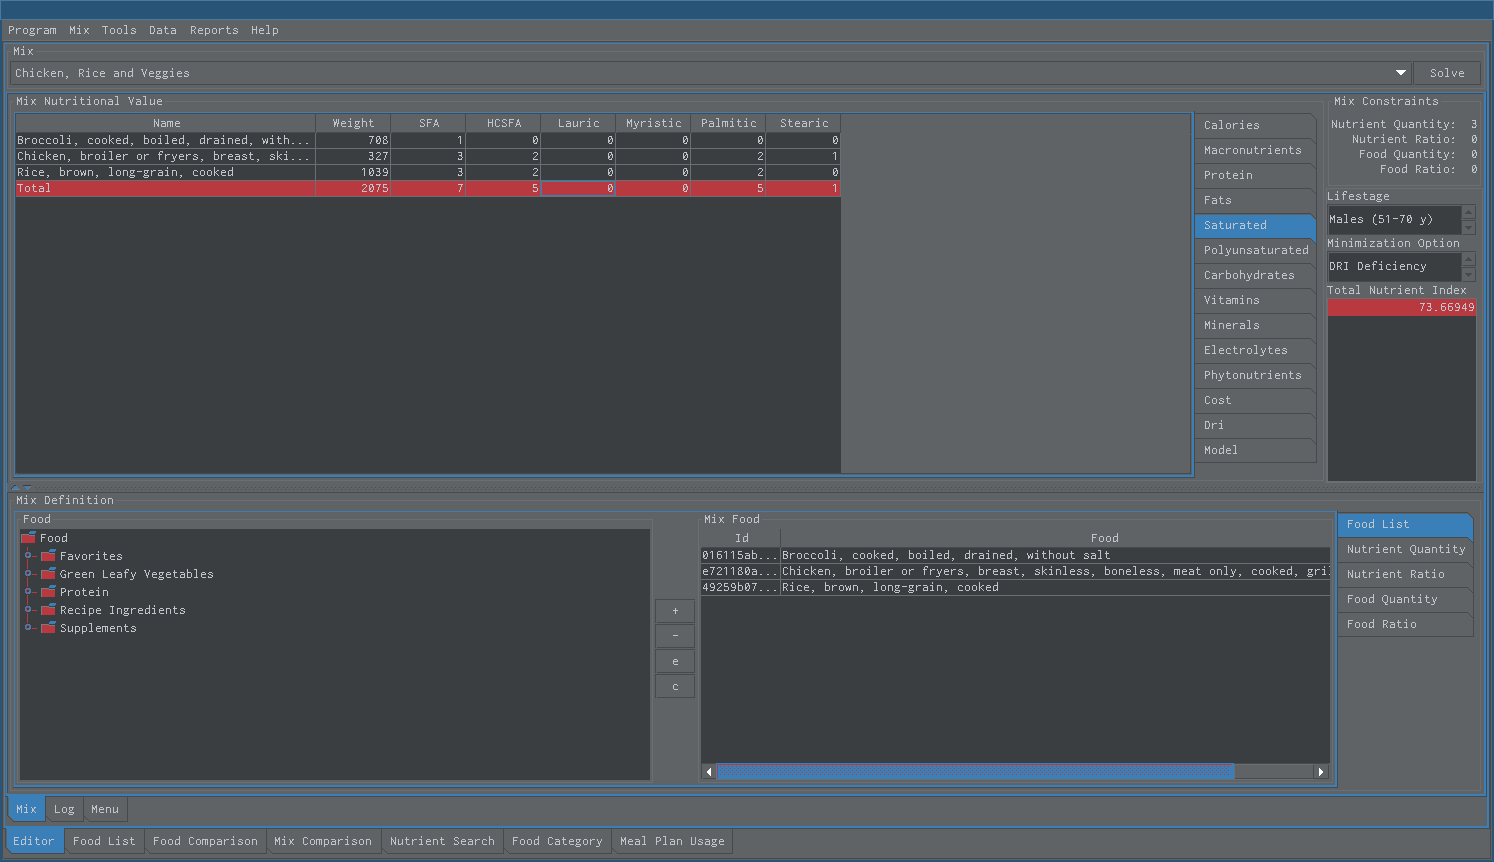 Program Mix Tools Data Reports Help
Mix
Chicken, Rice and Veggies Solve
Mix Nutritional Value
Name Weight SFA HCSFA Lauric Myristic Palmitic Stearic
Broccoli, cooked, boiled, drained, with... 708 1 0 0 0 0 0
Chicken, broiler or fryers, breast, ski... 327 3 2 0 0 2 1
Rice, brown, long-grain, cooked 1039 3 2 0 0 2 0
Total 2075 7 5 0 0 5 1
Calories
Macronutrients
Protein
Fats
Saturated
Polyunsaturated
Carbohydrates
Vitamins
Minerals
Electrolytes
Phytonutrients
Cost
Dri
Model
Mix Constraints
Nutrient Quantity: 3
Nutrient Ratio: 0
Food Quantity: 0
Food Ratio: 0
Lifestage
Males (51-70 y)
Minimization Option
DRI Deficiency
Total Nutrient Index
73.66949
Mix Definition
Food
Food
Favorites
Green Leafy Vegetables
Protein
Recipe Ingredients
Supplements
+
-
e
c
Mix Food
Id Food
016115ab... Broccoli, cooked, boiled, drained, without salt
e721180a... Chicken, broiler or fryers, breast, skinless, boneless, meat only, cooked, gril
49259b07... Rice, brown, long-grain, cooked
Food List
Nutrient Quantity
Nutrient Ratio
Food Quantity
Food Ratio
Mix Log Menu
Editor Food List Food Comparison Mix Comparison Nutrient Search Food Category Meal Plan Usage